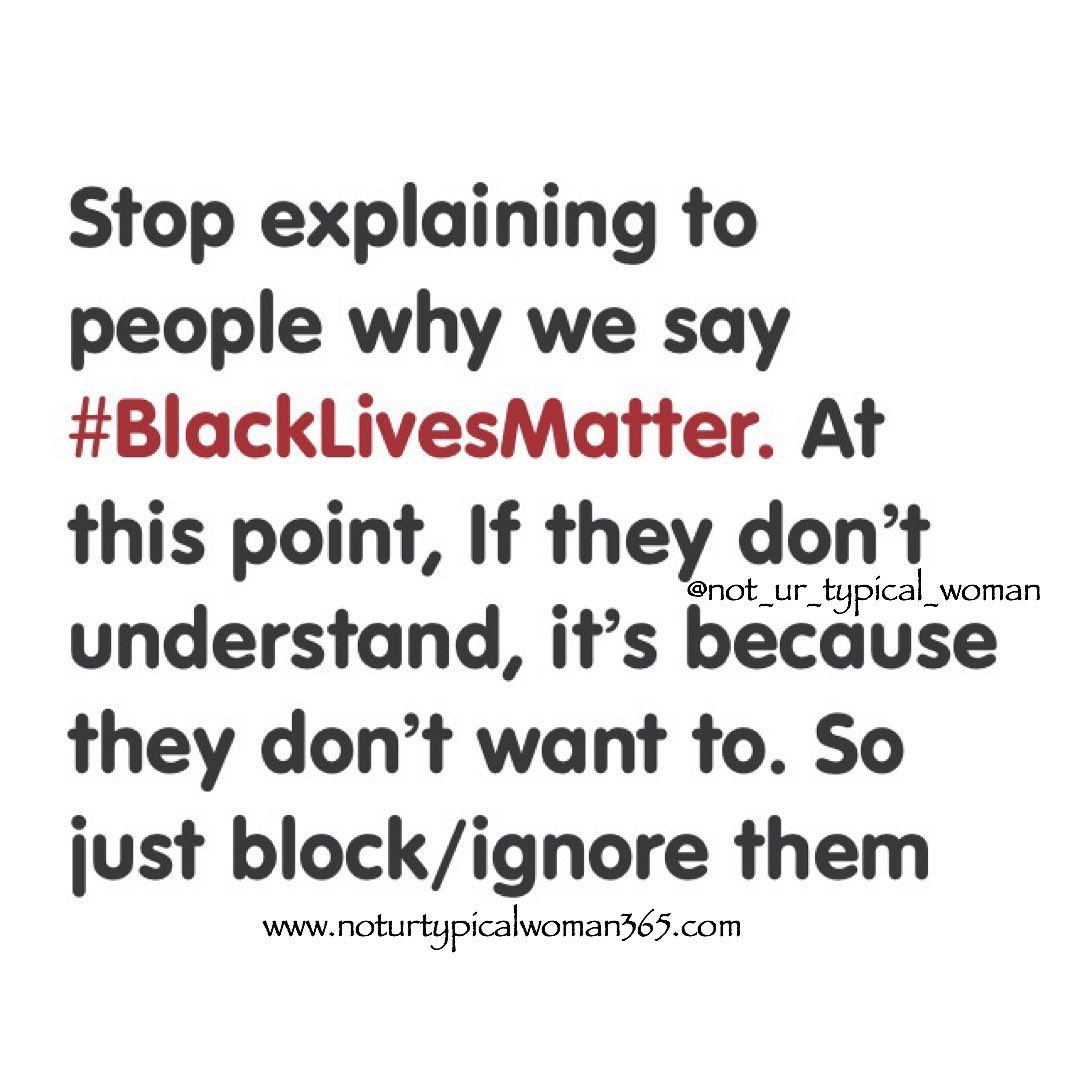 Stop explaining to
people why we say
#BlackLivesMatter. At
this point, If they don't
@not_ur_typical_woman
understand, it's because
they don't want to. So
just block/ignore them
www.noturtypicalwoman365.com